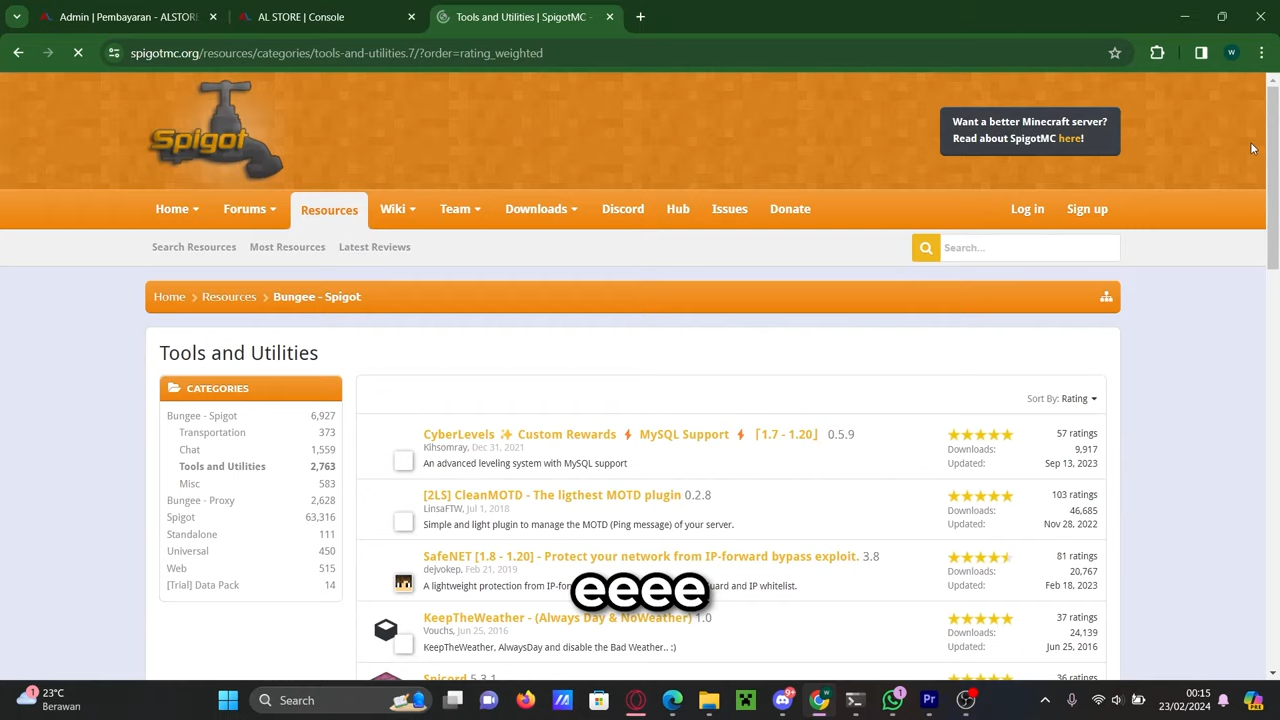 Admin | Pembayaran - ALSTORE
AL STORE | Console
Tools and Utilities | SpigotMC -
spigotmc.org/resources/categories/tools-and-utilities.7/?order=rating_weighted
W
Spigot
Want a better Minecraft server?
Read about SpigotMC here!
Home Forums Resources Wiki Team Downloads Discord Hub Issues Donate Log in Sign up
Search Resources Most Resources Latest Reviews
Search...
Home Resources Bungee - Spigot
Tools and Utilities
CATEGORIES
Bungee - Spigot 6,927
Transportation 373
Chat 1,559
Tools and Utilities 2,763
Misc 583
Bungee - Proxy 2,628
Spigot 63,316
Standalone 111
Universal 450
Web 515
[Trial] Data Pack 14
Sort By: Rating
CyberLevels ✨ Custom Rewards ⚡ MySQL Support ⚡ ⎡1.7 - 1.20⎦ 0.5.9
Kihsomray, Dec 31, 2021
An advanced leveling system with MySQL support
57 ratings
Downloads: 9,917
Updated: Sep 13, 2023
[2LS] CleanMOTD - The ligthest MOTD plugin 0.2.8
LinsaFTW, Jul 1, 2018
Simple and light plugin to manage the MOTD (Ping message) of your server.
103 ratings
Downloads: 46,685
Updated: Nov 28, 2022
SafeNET [1.8 - 1.20] - Protect your network from IP-forward bypass exploit. 3.8
dejvokep, Feb 21, 2019
A lightweight protection from IP-for uard and IP whitelist.
81 ratings
Downloads: 20,767
Updated: Feb 18, 2023
eeee
KeepTheWeather - (Always Day & NoWeather) 1.0
Vouchs, Jun 25, 2016
KeepTheWeather, AlwaysDay and disable the Bad Weather.. :)
37 ratings
Downloads: 24,139
Updated: Jun 25, 2016
Spicord 5.3.1
36 ratings
1
23°C
Berawan
Search
9+
1
Pr
00:15
23/02/2024